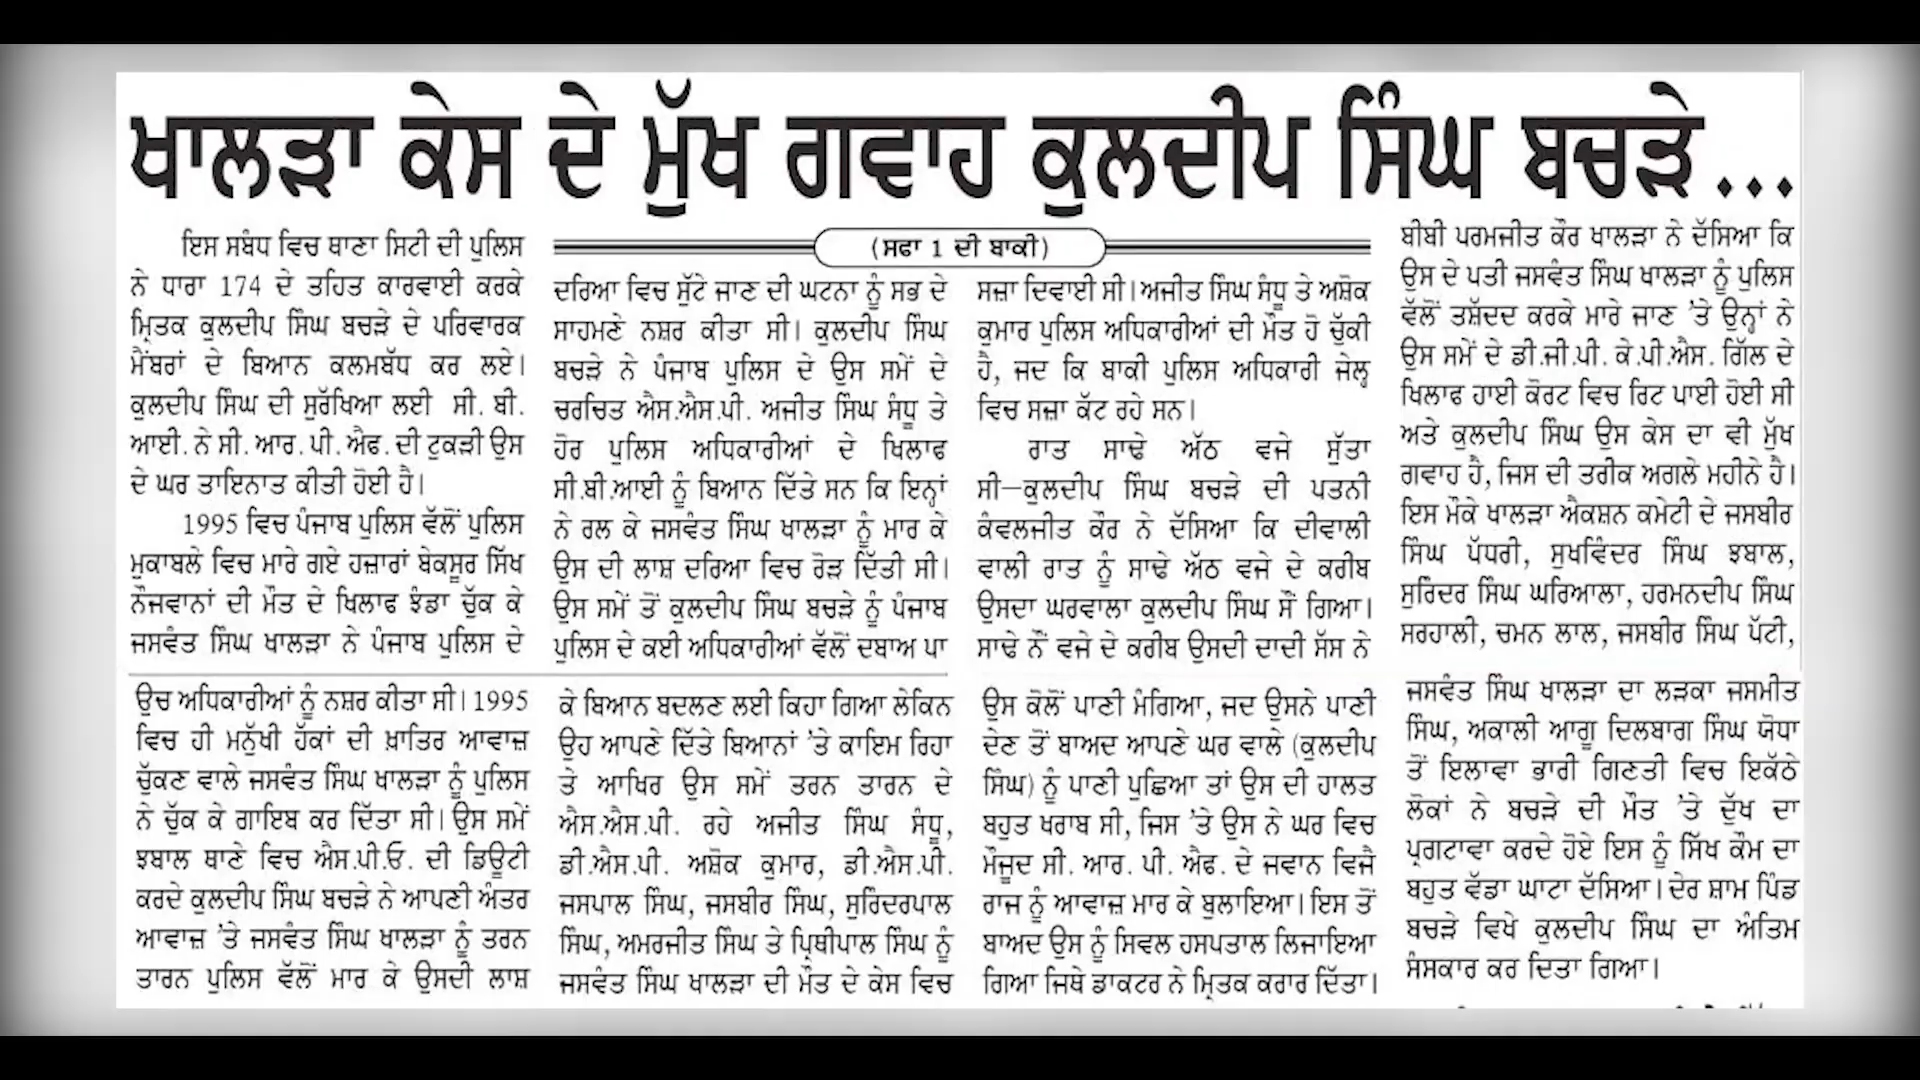 ਖਾਲੜਾ ਕੇਸ ਦੇ ਮੁੱਖ ਗਵਾਹ ਕੁਲਦੀਪ ਸਿੰਘ ਬਚੜੇ...
(ਸਫਾ 1 ਦੀ ਬਾਕੀ)
ਇਸ ਸਬੰਧ ਵਿਚ ਥਾਣਾ ਸਿਟੀ ਦੀ ਪੁਲਿਸ
ਨੇ ਧਾਰਾ 174 ਦੇ ਤਹਿਤ ਕਾਰਵਾਈ ਕਰਕੇ
ਮ੍ਰਿਤਕ ਕੁਲਦੀਪ ਸਿੰਘ ਬਚੜੇ ਦੇ ਪਰਿਵਾਰਕ
ਮੈਂਬਰਾਂ ਦੇ ਬਿਆਨ ਕਲਮਬੱਧ ਕਰ ਲਏ।
ਕੁਲਦੀਪ ਸਿੰਘ ਦੀ ਸੁਰੱਖਿਆ ਲਈ ਸੀ. ਬੀ.
ਆਈ. ਨੇ ਸੀ. ਆਰ. ਪੀ. ਐਫ. ਦੀ ਟੁਕੜੀ ਉਸ
ਦੇ ਘਰ ਤਾਇਨਾਤ ਕੀਤੀ ਹੋਈ ਹੈ।
1995 ਵਿਚ ਪੰਜਾਬ ਪੁਲਿਸ ਵੱਲੋਂ ਪੁਲਿਸ
ਮੁਕਾਬਲੇ ਵਿਚ ਮਾਰੇ ਗਏ ਹਜ਼ਾਰਾਂ ਬੇਕਸੂਰ ਸਿੱਖ
ਨੌਜਵਾਨਾਂ ਦੀ ਮੌਤ ਦੇ ਖਿਲਾਫ ਝੰਡਾ ਚੁੱਕ ਕੇ
ਜਸਵੰਤ ਸਿੰਘ ਖਾਲੜਾ ਨੇ ਪੰਜਾਬ ਪੁਲਿਸ ਦੇ
ਉਚ ਅਧਿਕਾਰੀਆਂ ਨੂੰ ਨਸ਼ਰ ਕੀਤਾ ਸੀ। 1995
ਵਿਚ ਹੀ ਮਨੁੱਖੀ ਹੱਕਾਂ ਦੀ ਖ਼ਾਤਿਰ ਆਵਾਜ਼
ਚੁੱਕਣ ਵਾਲੇ ਜਸਵੰਤ ਸਿੰਘ ਖਾਲੜਾ ਨੂੰ ਪੁਲਿਸ
ਨੇ ਚੁੱਕ ਕੇ ਗਾਇਬ ਕਰ ਦਿੱਤਾ ਸੀ। ਉਸ ਸਮੇਂ
ਝਬਾਲ ਥਾਣੇ ਵਿਚ ਐਸ.ਪੀ.ਓ. ਦੀ ਡਿਊਟੀ
ਕਰਦੇ ਕੁਲਦੀਪ ਸਿੰਘ ਬਚੜੇ ਨੇ ਆਪਣੀ ਅੰਤਰ
ਆਵਾਜ਼ 'ਤੇ ਜਸਵੰਤ ਸਿੰਘ ਖਾਲੜਾ ਨੂੰ ਤਰਨ
ਤਾਰਨ ਪੁਲਿਸ ਵੱਲੋਂ ਮਾਰ ਕੇ ਉਸਦੀ ਲਾਸ਼
ਦਰਿਆ ਵਿਚ ਸੁੱਟੇ ਜਾਣ ਦੀ ਘਟਨਾ ਨੂੰ ਸਭ ਦੇ
ਸਾਹਮਣੇ ਨਸ਼ਰ ਕੀਤਾ ਸੀ। ਕੁਲਦੀਪ ਸਿੰਘ
ਬਚੜੇ ਨੇ ਪੰਜਾਬ ਪੁਲਿਸ ਦੇ ਉਸ ਸਮੇਂ ਦੇ
ਚਰਚਿਤ ਐਸ.ਐਸ.ਪੀ. ਅਜੀਤ ਸਿੰਘ ਸੰਧੂ ਤੇ
ਹੋਰ ਪੁਲਿਸ ਅਧਿਕਾਰੀਆਂ ਦੇ ਖਿਲਾਫ
ਸੀ.ਬੀ.ਆਈ ਨੂੰ ਬਿਆਨ ਦਿੱਤੇ ਸਨ ਕਿ ਇਨ੍ਹਾਂ
ਨੇ ਰਲ ਕੇ ਜਸਵੰਤ ਸਿੰਘ ਖਾਲੜਾ ਨੂੰ ਮਾਰ ਕੇ
ਉਸ ਦੀ ਲਾਸ਼ ਦਰਿਆ ਵਿਚ ਰੋੜ ਦਿੱਤੀ ਸੀ।
ਉਸ ਸਮੇਂ ਤੋਂ ਕੁਲਦੀਪ ਸਿੰਘ ਬਚੜੇ ਨੂੰ ਪੰਜਾਬ
ਪੁਲਿਸ ਦੇ ਕਈ ਅਧਿਕਾਰੀਆਂ ਵੱਲੋਂ ਦਬਾਅ ਪਾ
ਕੇ ਬਿਆਨ ਬਦਲਣ ਲਈ ਕਿਹਾ ਗਿਆ ਲੇਕਿਨ
ਉਹ ਆਪਣੇ ਦਿੱਤੇ ਬਿਆਨਾਂ 'ਤੇ ਕਾਇਮ ਰਿਹਾ
ਤੇ ਆਖਿਰ ਉਸ ਸਮੇਂ ਤਰਨ ਤਾਰਨ ਦੇ
ਐਸ.ਐਸ.ਪੀ. ਰਹੇ ਅਜੀਤ ਸਿੰਘ ਸੰਧੂ,
ਡੀ.ਐਸ.ਪੀ. ਅਸ਼ੋਕ ਕੁਮਾਰ, ਡੀ.ਐਸ.ਪੀ.
ਜਸਪਾਲ ਸਿੰਘ, ਜਸਬੀਰ ਸਿੰਘ, ਸੁਰਿੰਦਰਪਾਲ
ਸਿੰਘ, ਅਮਰਜੀਤ ਸਿੰਘ ਤੇ ਪ੍ਰਿਥੀਪਾਲ ਸਿੰਘ ਨੂੰ
ਜਸਵੰਤ ਸਿੰਘ ਖਾਲੜਾ ਦੀ ਮੌਤ ਦੇ ਕੇਸ ਵਿਚ
ਸਜ਼ਾ ਦਿਵਾਈ ਸੀ। ਅਜੀਤ ਸਿੰਘ ਸੰਧੂ ਤੇ ਅਸ਼ੋਕ
ਕੁਮਾਰ ਪੁਲਿਸ ਅਧਿਕਾਰੀਆਂ ਦੀ ਮੌਤ ਹੋ ਚੁੱਕੀ
ਹੈ, ਜਦ ਕਿ ਬਾਕੀ ਪੁਲਿਸ ਅਧਿਕਾਰੀ ਜੇਲ੍ਹ
ਵਿਚ ਸਜ਼ਾ ਕੱਟ ਰਹੇ ਸਨ।
ਰਾਤ ਸਾਢੇ ਅੱਠ ਵਜੇ ਸੁੱਤਾ
ਸੀ—ਕੁਲਦੀਪ ਸਿੰਘ ਬਚੜੇ ਦੀ ਪਤਨੀ
ਕੰਵਲਜੀਤ ਕੌਰ ਨੇ ਦੱਸਿਆ ਕਿ ਦੀਵਾਲੀ
ਵਾਲੀ ਰਾਤ ਨੂੰ ਸਾਢੇ ਅੱਠ ਵਜੇ ਦੇ ਕਰੀਬ
ਉਸਦਾ ਘਰਵਾਲਾ ਕੁਲਦੀਪ ਸਿੰਘ ਸੌਂ ਗਿਆ।
ਸਾਢੇ ਨੌਂ ਵਜੇ ਦੇ ਕਰੀਬ ਉਸਦੀ ਦਾਦੀ ਸੱਸ ਨੇ
ਉਸ ਕੋਲੋਂ ਪਾਣੀ ਮੰਗਿਆ, ਜਦ ਉਸਨੇ ਪਾਣੀ
ਦੇਣ ਤੋਂ ਬਾਅਦ ਆਪਣੇ ਘਰ ਵਾਲੇ (ਕੁਲਦੀਪ
ਸਿੰਘ) ਨੂੰ ਪਾਣੀ ਪੁਛਿਆ ਤਾਂ ਉਸ ਦੀ ਹਾਲਤ
ਬਹੁਤ ਖਰਾਬ ਸੀ, ਜਿਸ 'ਤੇ ਉਸ ਨੇ ਘਰ ਵਿਚ
ਮੌਜੂਦ ਸੀ. ਆਰ. ਪੀ. ਐਫ. ਦੇ ਜਵਾਨ ਵਿਜੈ
ਰਾਜ ਨੂੰ ਆਵਾਜ਼ ਮਾਰ ਕੇ ਬੁਲਾਇਆ। ਇਸ ਤੋਂ
ਬਾਅਦ ਉਸ ਨੂੰ ਸਿਵਲ ਹਸਪਤਾਲ ਲਿਜਾਇਆ
ਗਿਆ ਜਿਥੇ ਡਾਕਟਰ ਨੇ ਮ੍ਰਿਤਕ ਕਰਾਰ ਦਿੱਤਾ।
ਬੀਬੀ ਪਰਮਜੀਤ ਕੌਰ ਖਾਲੜਾ ਨੇ ਦੱਸਿਆ ਕਿ
ਉਸ ਦੇ ਪਤੀ ਜਸਵੰਤ ਸਿੰਘ ਖਾਲੜਾ ਨੂੰ ਪੁਲਿਸ
ਵੱਲੋਂ ਤਸ਼ੱਦਦ ਕਰਕੇ ਮਾਰੇ ਜਾਣ 'ਤੇ ਉਨ੍ਹਾਂ ਨੇ
ਉਸ ਸਮੇਂ ਦੇ ਡੀ.ਜੀ.ਪੀ. ਕੇ.ਪੀ.ਐਸ. ਗਿੱਲ ਦੇ
ਖਿਲਾਫ ਹਾਈ ਕੋਰਟ ਵਿਚ ਰਿਟ ਪਾਈ ਹੋਈ ਸੀ
ਅਤੇ ਕੁਲਦੀਪ ਸਿੰਘ ਉਸ ਕੇਸ ਦਾ ਵੀ ਮੁੱਖ
ਗਵਾਹ ਹੈ, ਜਿਸ ਦੀ ਤਰੀਕ ਅਗਲੇ ਮਹੀਨੇ ਹੈ।
ਇਸ ਮੌਕੇ ਖਾਲੜਾ ਐਕਸ਼ਨ ਕਮੇਟੀ ਦੇ ਜਸਬੀਰ
ਸਿੰਘ ਪੱਧਰੀ, ਸੁਖਵਿੰਦਰ ਸਿੰਘ ਝਬਾਲ,
ਸੁਰਿੰਦਰ ਸਿੰਘ ਘਰਿਆਲਾ, ਹਰਮਨਦੀਪ ਸਿੰਘ
ਸਰਹਾਲੀ, ਚਮਨ ਲਾਲ, ਜਸਬੀਰ ਸਿੰਘ ਪੱਟੀ,
ਜਸਵੰਤ ਸਿੰਘ ਖਾਲੜਾ ਦਾ ਲੜਕਾ ਜਸਮੀਤ
ਸਿੰਘ, ਅਕਾਲੀ ਆਗੂ ਦਿਲਬਾਗ ਸਿੰਘ ਯੋਧਾ
ਤੋਂ ਇਲਾਵਾ ਭਾਰੀ ਗਿਣਤੀ ਵਿਚ ਇਕੱਠੇ
ਲੋਕਾਂ ਨੇ ਬਚੜੇ ਦੀ ਮੌਤ 'ਤੇ ਦੁੱਖ ਦਾ
ਪ੍ਰਗਟਾਵਾ ਕਰਦੇ ਹੋਏ ਇਸ ਨੂੰ ਸਿੱਖ ਕੌਮ ਦਾ
ਬਹੁਤ ਵੱਡਾ ਘਾਟਾ ਦੱਸਿਆ। ਦੇਰ ਸ਼ਾਮ ਪਿੰਡ
ਬਚੜੇ ਵਿਖੇ ਕੁਲਦੀਪ ਸਿੰਘ ਦਾ ਅੰਤਿਮ
ਸੰਸਕਾਰ ਕਰ ਦਿਤਾ ਗਿਆ।